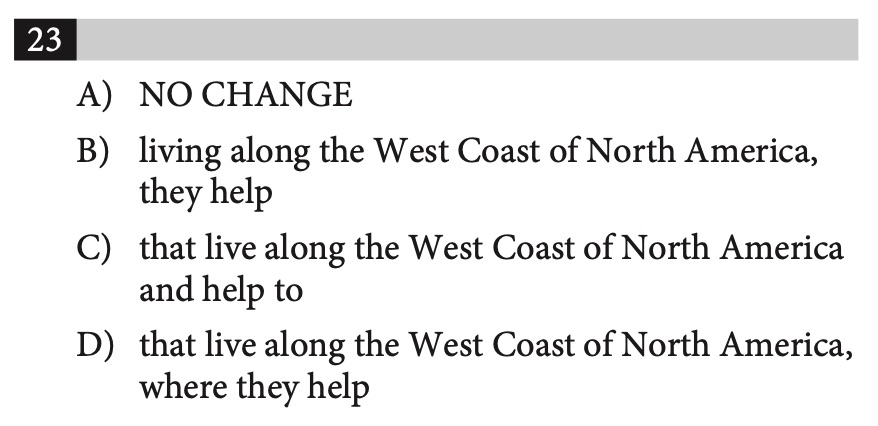 23
A) NO CHANGE
B) living along the West Coast of North America,
they help
C) that live along the West Coast of North America
and help to
D) that live along the West Coast of North America,
where they help